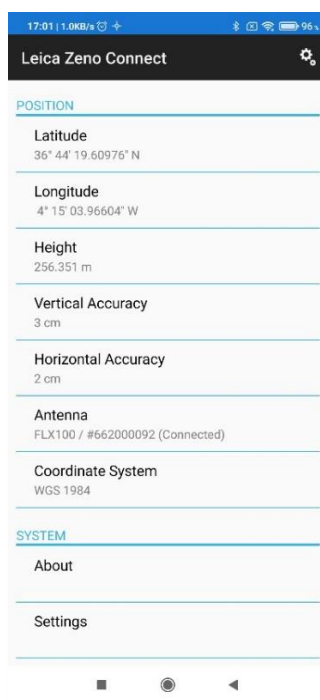 17:01 | 1.0KB/s
96
Leica Zeno Connect
POSITION
Latitude
36° 44' 19.60976" N
Longitude
4° 15' 03.96604" W
Height
256.351 m
Vertical Accuracy
3 cm
Horizontal Accuracy
2 cm
Antenna
FLX100 / #662000092 (Connected)
Coordinate System
WGS 1984
SYSTEM
About
Settings